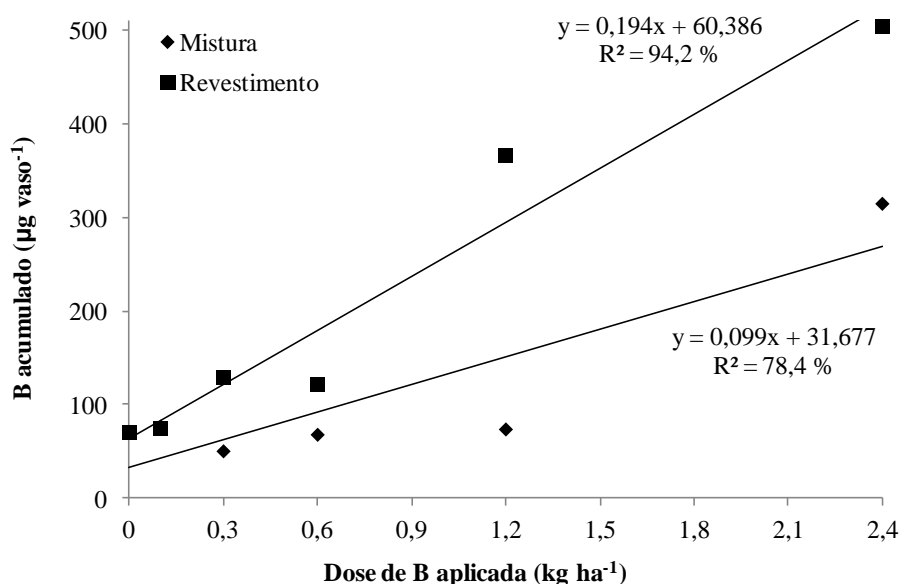 500
400
300
200
100
0
B acumulado (µg vaso⁻¹)
Mistura
Revestimento
y = 0,194x + 60,386
R² = 94,2 %
y = 0,099x + 31,677
R² = 78,4 %
0 0,3 0,6 0,9 1,2 1,5 1,8 2,1 2,4
Dose de B aplicada (kg ha⁻¹)